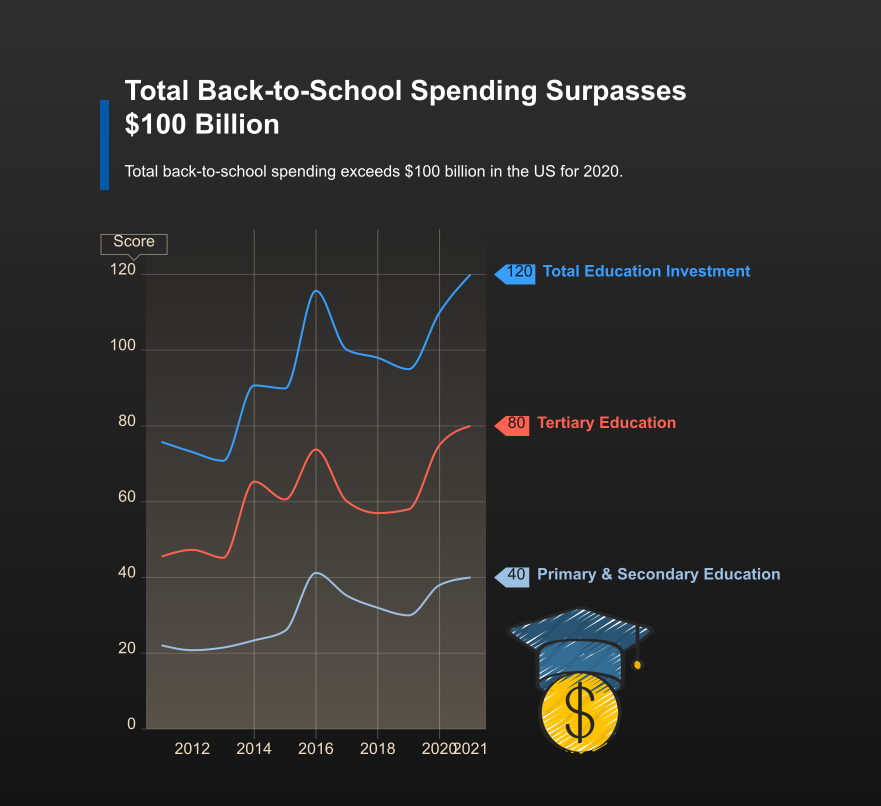 Total Back-to-School Spending Surpasses
$100 Billion
Total back-to-school spending exceeds $100 billion in the US for 2020.
Score
120
100
80
60
40
20
0
2012 2014 2016 2018 2020 2021
120 Total Education Investment
80 Tertiary Education
40 Primary & Secondary Education
$